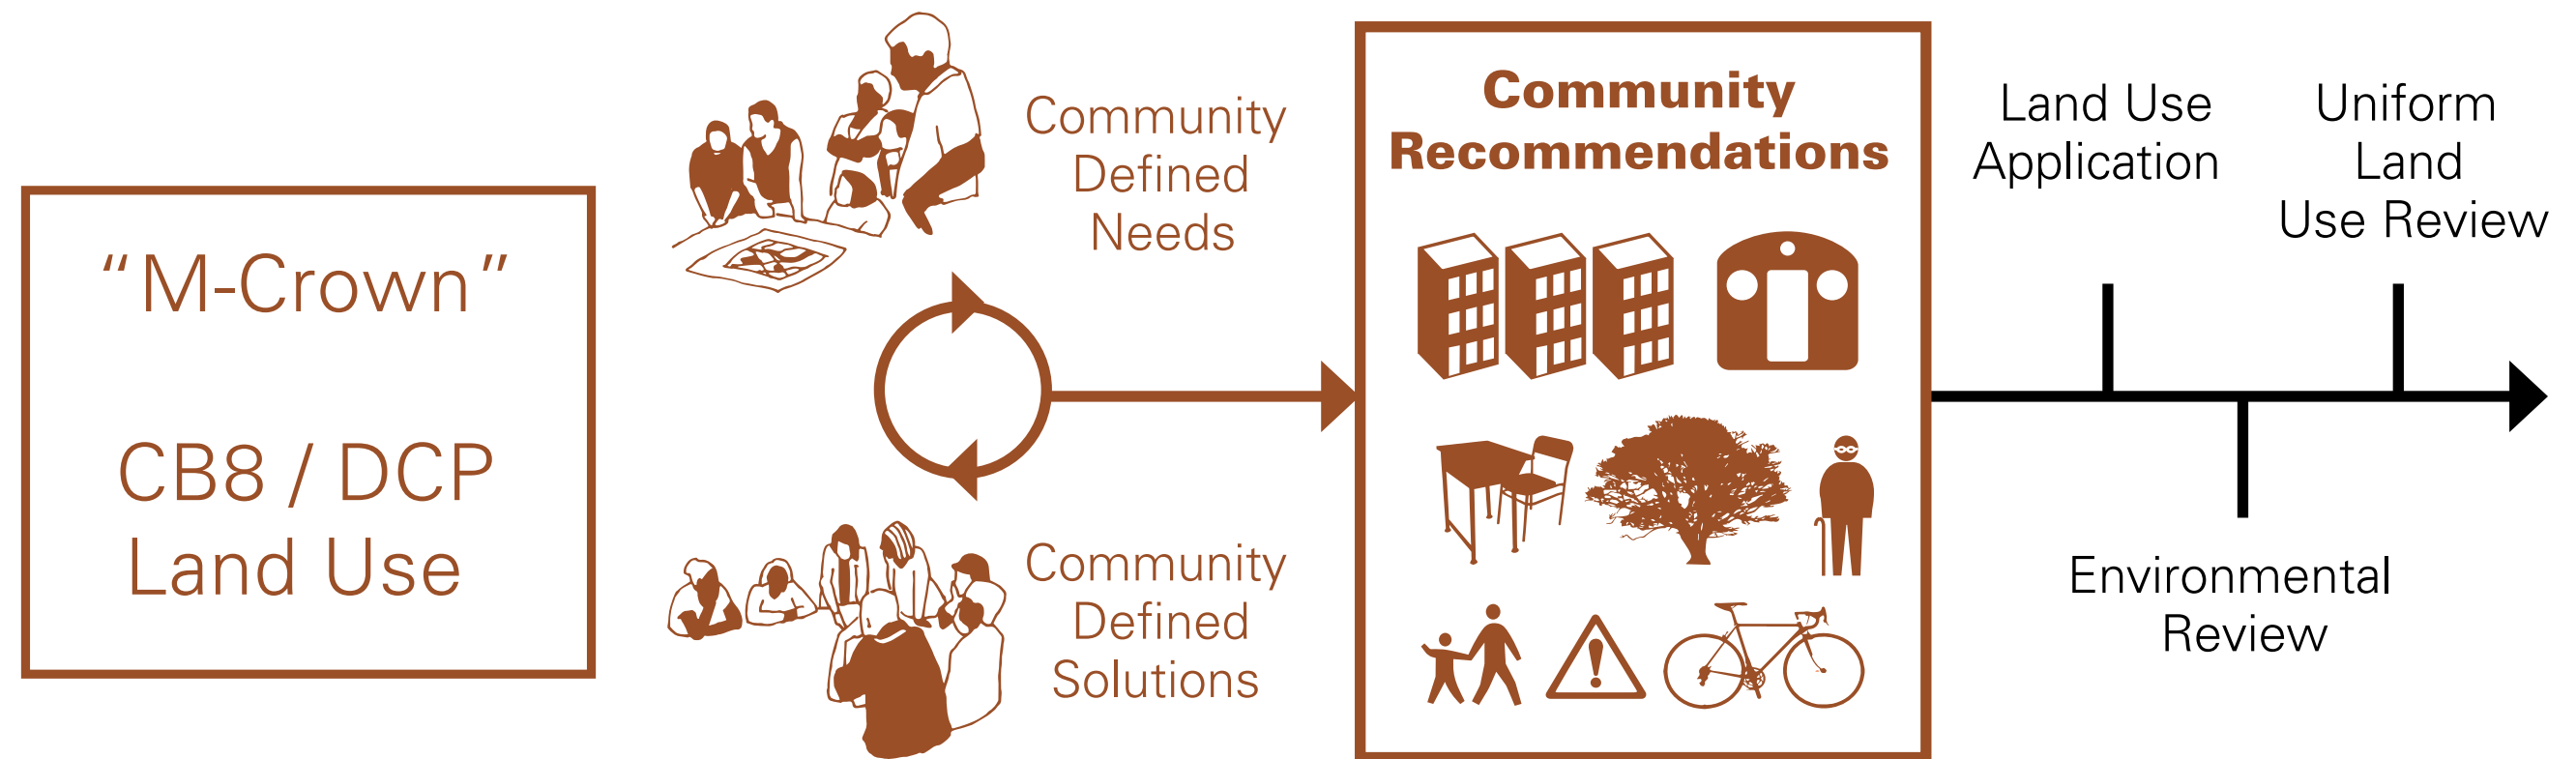 “M-Crown”
CB8 / DCP
Land Use
Community
Defined
Needs
Community
Defined
Solutions
Community
Recommendations
Land Use
Application
Environmental
Review
Uniform
Land
Use Review